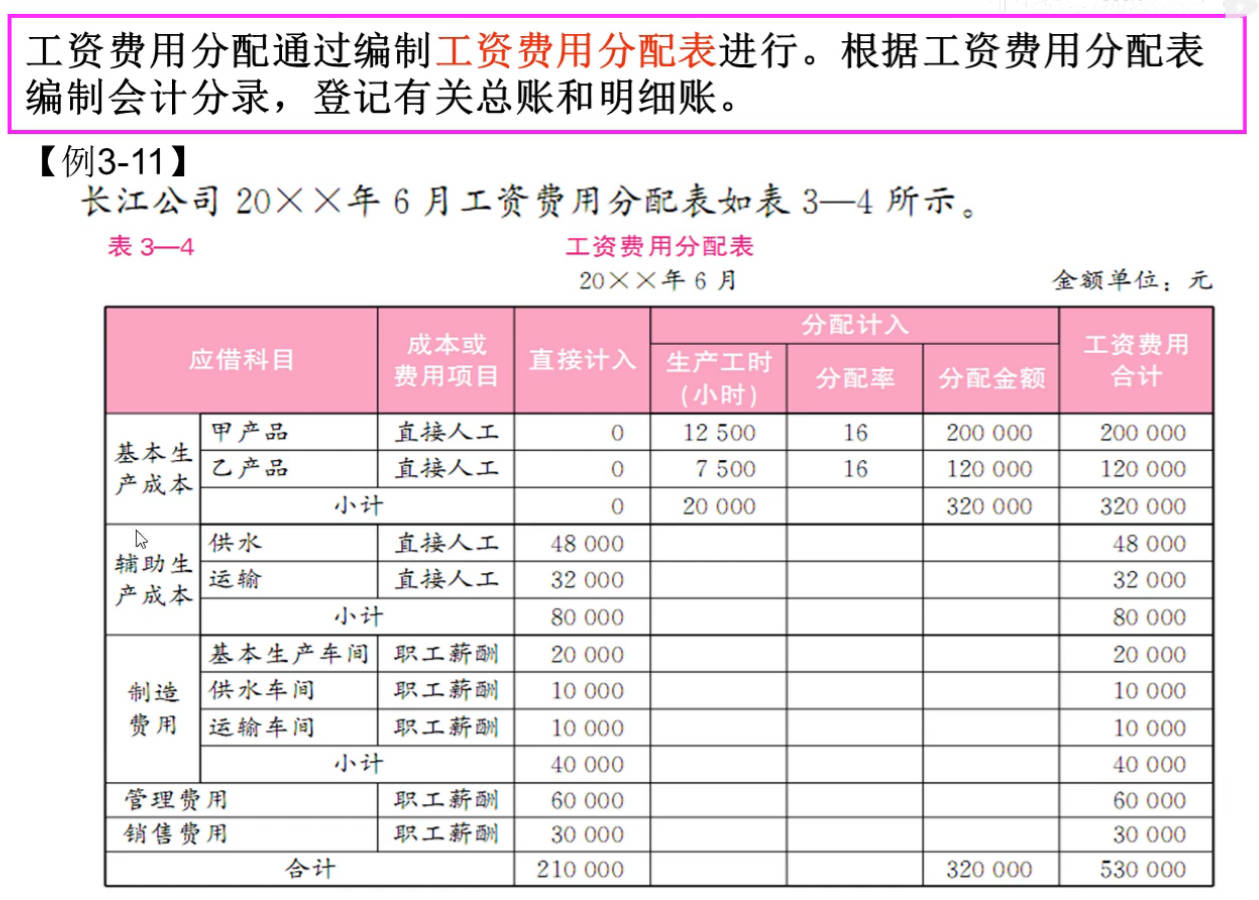 工资费用分配通过编制工资费用分配表进行。根据工资费用分配表
编制会计分录，登记有关总账和明细账。
【例3-11】
长江公司 20××年 6 月工资费用分配表如表 3—4 所示。
表 3—4 工资费用分配表
20××年 6 月 金额单位：元
应借科目 成本或费用项目 直接计入 分配计入 工资费用合计
生产工时(小时) 分配率 分配金额
基本生产成本 甲产品 直接人工 0 12 500 16 200 000 200 000
乙产品 直接人工 0 7 500 16 120 000 120 000
小计 0 20 000 320 000 320 000
辅助生产成本 供水 直接人工 48 000 48 000
运输 直接人工 32 000 32 000
小计 80 000 80 000
制造费用 基本生产车间 职工薪酬 20 000 20 000
供水车间 职工薪酬 10 000 10 000
运输车间 职工薪酬 10 000 10 000
小计 40 000 40 000
管理费用 职工薪酬 60 000 60 000
销售费用 职工薪酬 30 000 30 000
合计 210 000 320 000 530 000